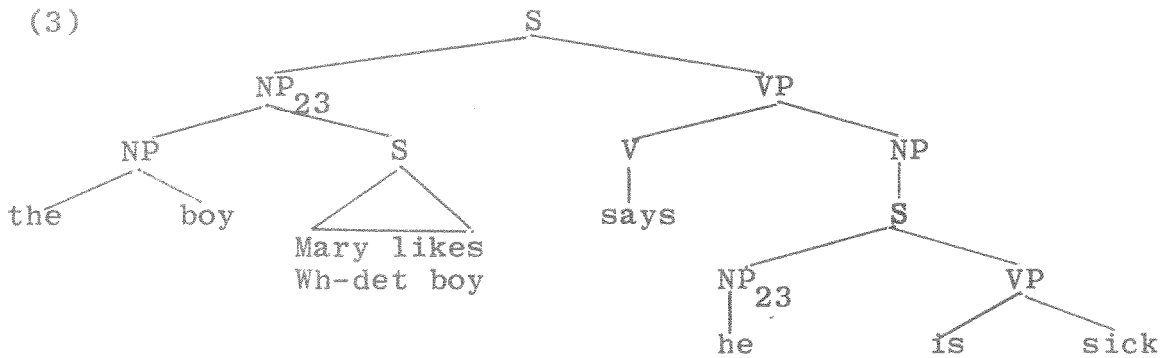 (3) S
NP23 VP
NP S V NP
the boy says S
Mary likes
Wh-det boy NP23 VP
he is sick